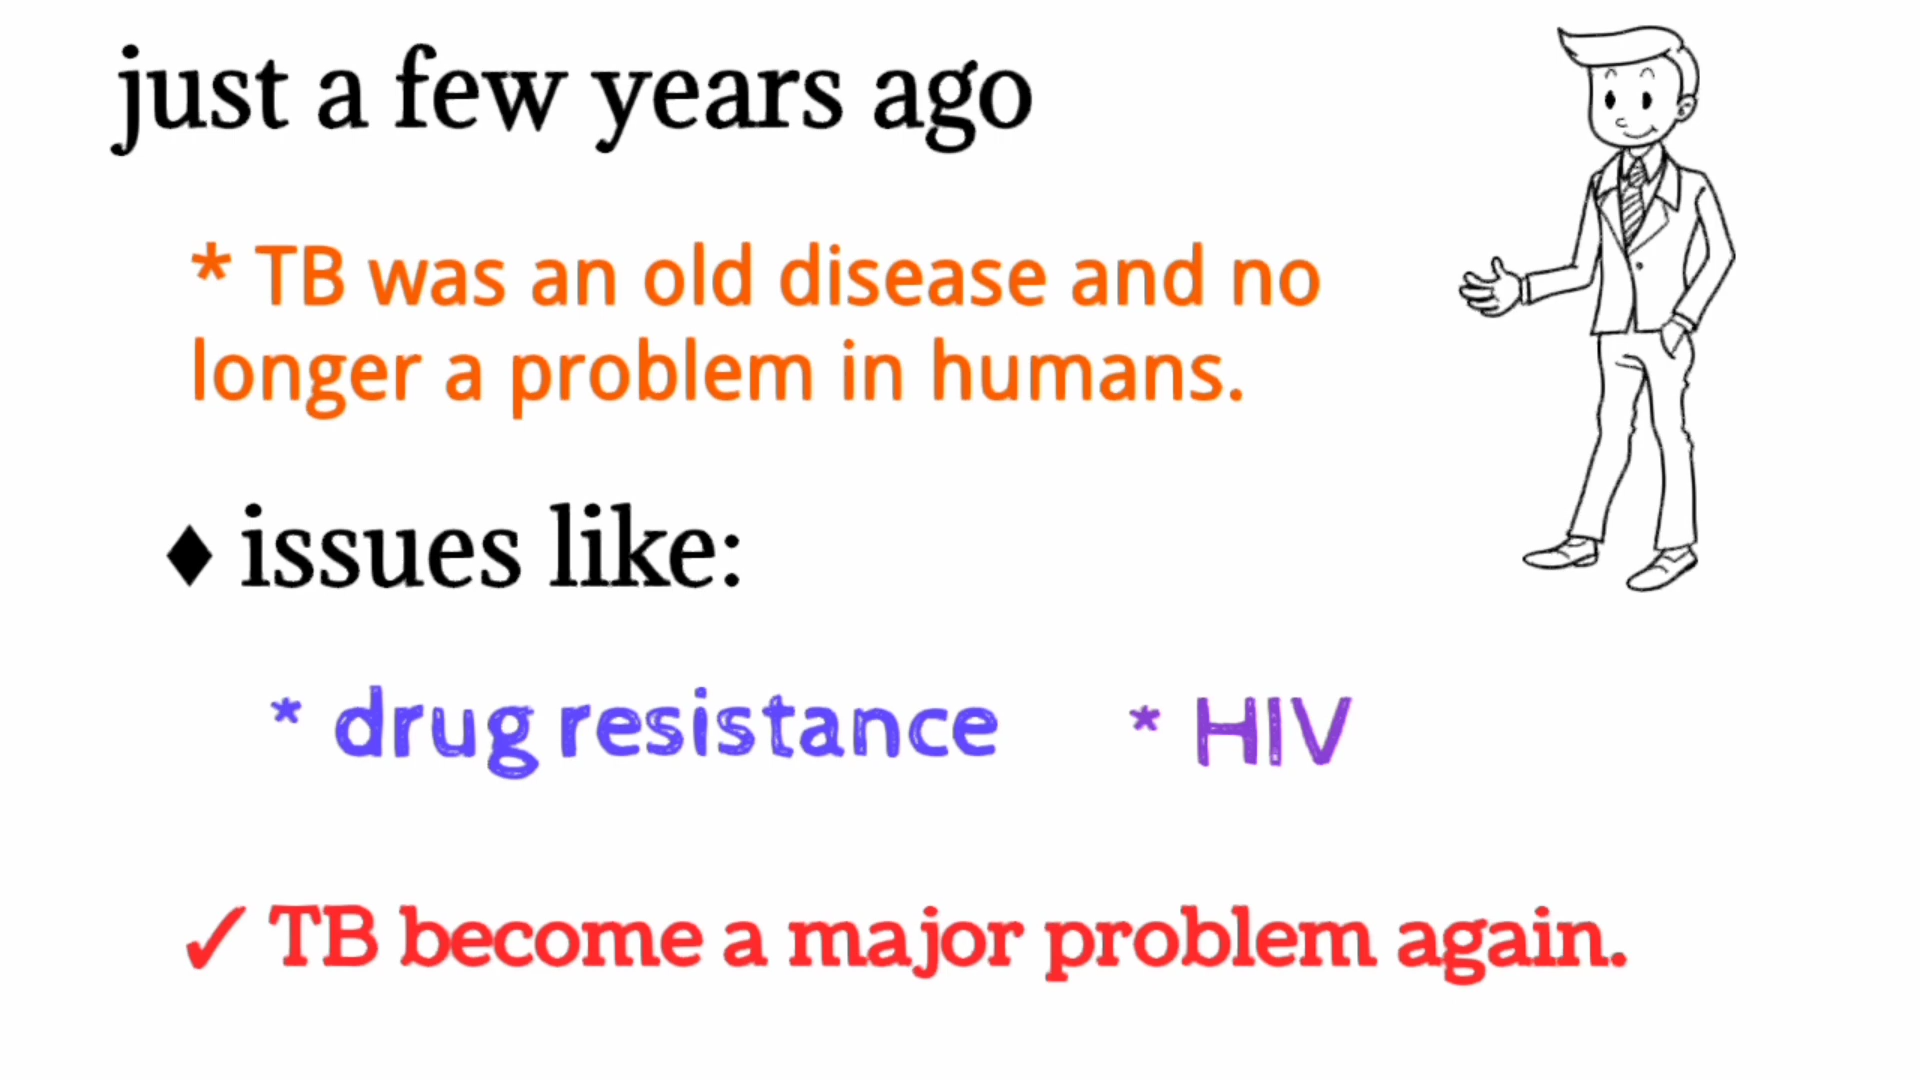 just a few years ago
* TB was an old disease and no
longer a problem in humans.
♦ issues like:
* drug resistance * HIV
✓ TB become a major problem again.